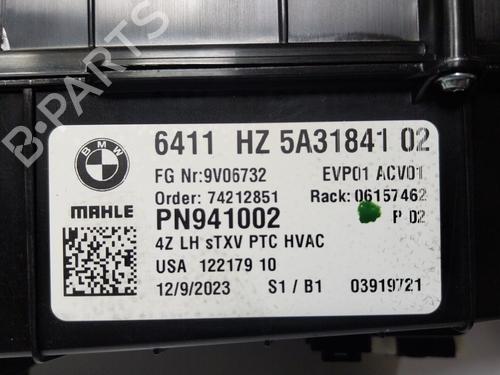 B-PARTS
BMW
6411 HZ 5A31841 02
FG Nr:9V06732 EVP01 ACV01
Order: 74212851 Rack: 06157462
MAHLE
PN941002 P 02
4Z LH sTXV PTC HVAC
USA 122179 10
12/9/2023 S1 / B1 03919721